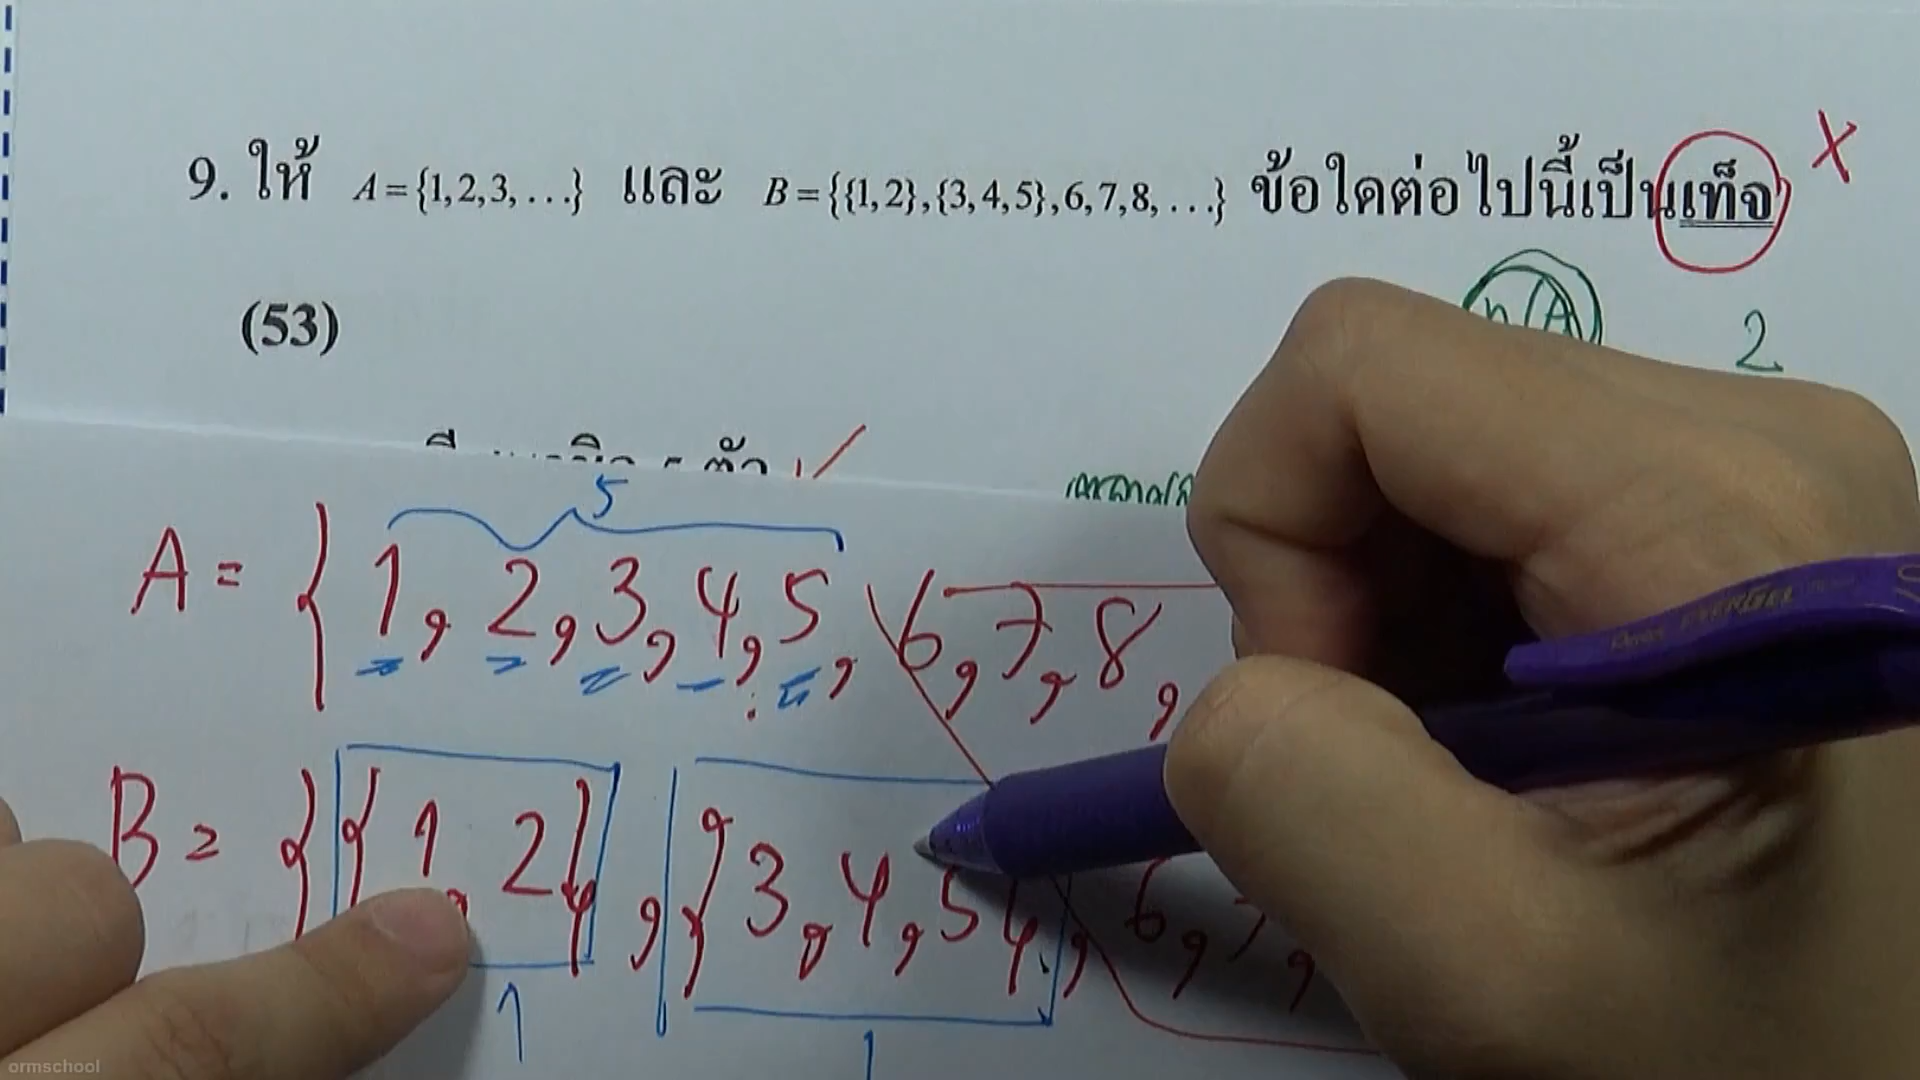 9. ให้ A = {1, 2, 3, ...} และ B = {{1, 2}, {3, 4, 5}, 6, 7, 8, ...} ข้อใดต่อไปนี้เป็นเท็จ X
(53) 2
5
A = { 1, 2, 3, 4, 5, 6, 7, 8,
B = { { 1, 2 } , { 3, 4, 5 } , 6, 7,
1 1
ormschool